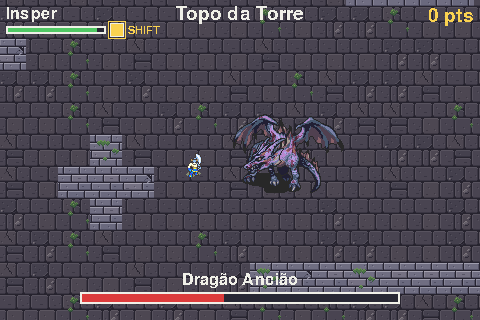 Insper
SHIFT
Topo da Torre
0 pts
Dragão Ancião